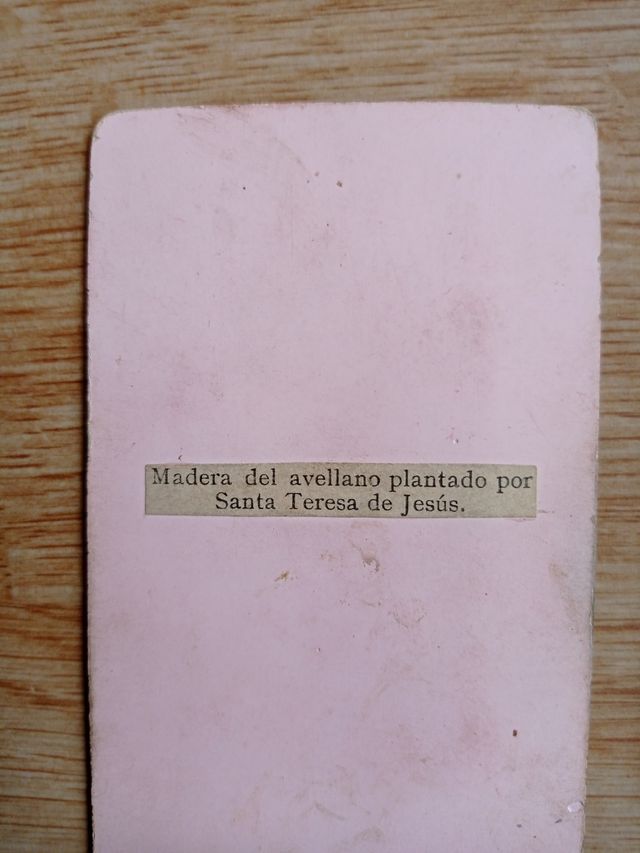 Madera del avellano plantado por
Santa Teresa de Jesús.